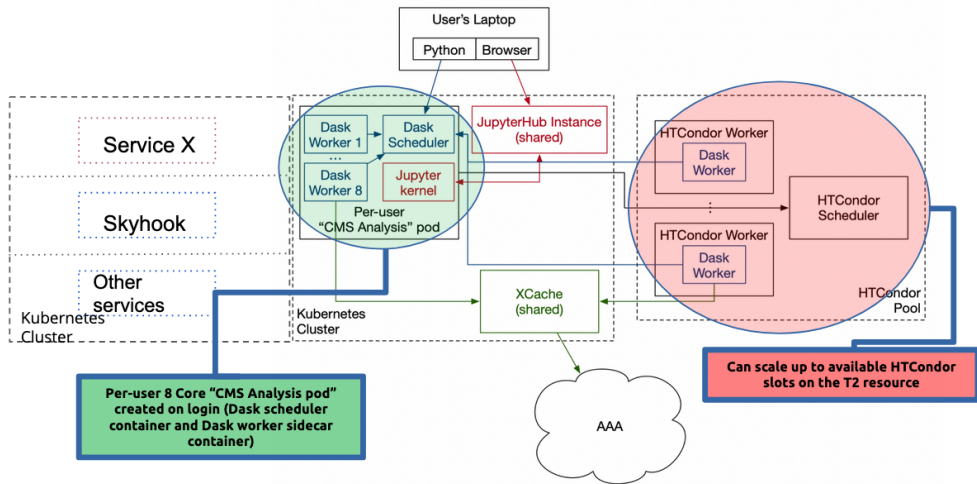 User's Laptop
Python
Browser
Service X
Skyhook
Other
services
Kubernetes
Cluster
Dask
Worker 1
...
Dask
Worker 8
Dask
Scheduler
Jupyter
kernel
Per-user
“CMS Analysis” pod
JupyterHub Instance
(shared)
Kubernetes
Cluster
XCache
(shared)
HTCondor Worker
Dask
Worker
⋮
HTCondor Worker
Dask
Worker
HTCondor
Scheduler
HTCondor
Pool
Per-user 8 Core “CMS Analysis pod”
created on login (Dask scheduler
container and Dask worker sidecar
container)
Can scale up to available HTCondor
slots on the T2 resource
AAA